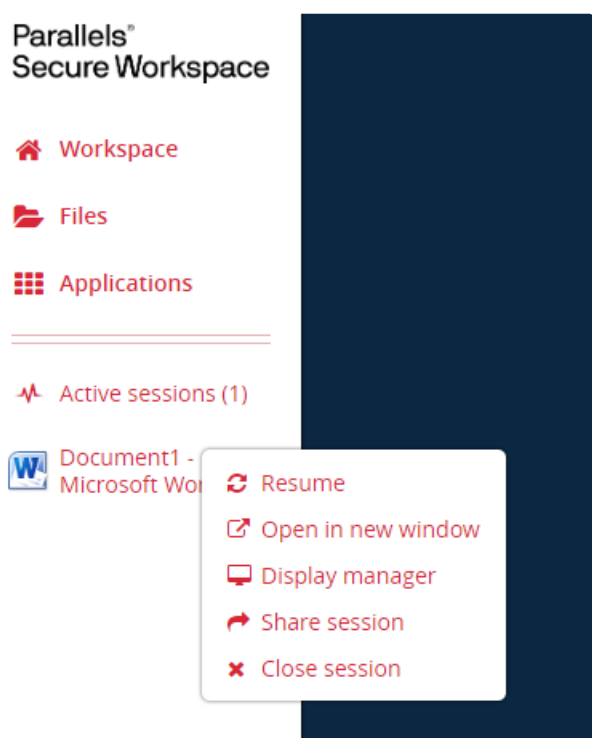 Parallels®
Secure Workspace
Workspace
Files
Applications
Active sessions (1)
Document1 -
Microsoft Wor
Resume
Open in new window
Display manager
Share session
Close session